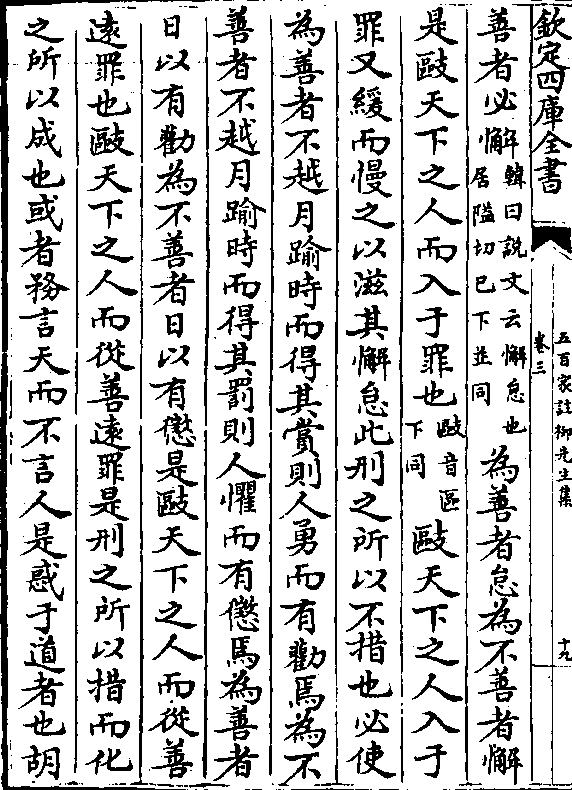 欽定四庫全書
五百家註柳先生集
卷三
十九
善者必懈韓曰説文云懈怠也居隘切已下並同為善者怠為不善者懈
是敺天下之人而入于罪也敺音區下同敺天下之人入于
罪又緩而慢之以滋其懈怠此刑之所以不措也必使
為善者不越月踰時而得其賞則人勇而有勸焉為不
善者不越月踰時而得其罰則人懼而有懲焉為善者
日以有勸為不善者日以有懲是敺天下之人而從善
遠罪也敺天下之人而從善遠罪是刑之所以措而化
之所以成也或者務言天而不言人是惑于道者也胡